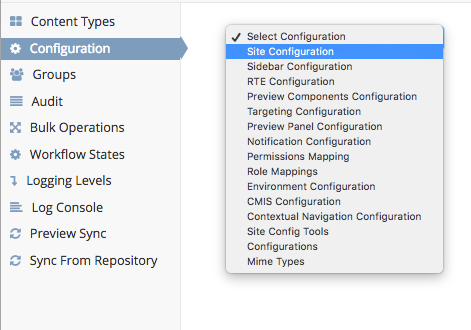 Content Types
Configuration
Groups
Audit
Bulk Operations
Workflow States
Logging Levels
Log Console
Preview Sync
Sync From Repository
Select Configuration
Site Configuration
Sidebar Configuration
RTE Configuration
Preview Components Configuration
Targeting Configuration
Preview Panel Configuration
Notification Configuration
Permissions Mapping
Role Mappings
Environment Configuration
CMIS Configuration
Contextual Navigation Configuration
Site Config Tools
Configurations
Mime Types